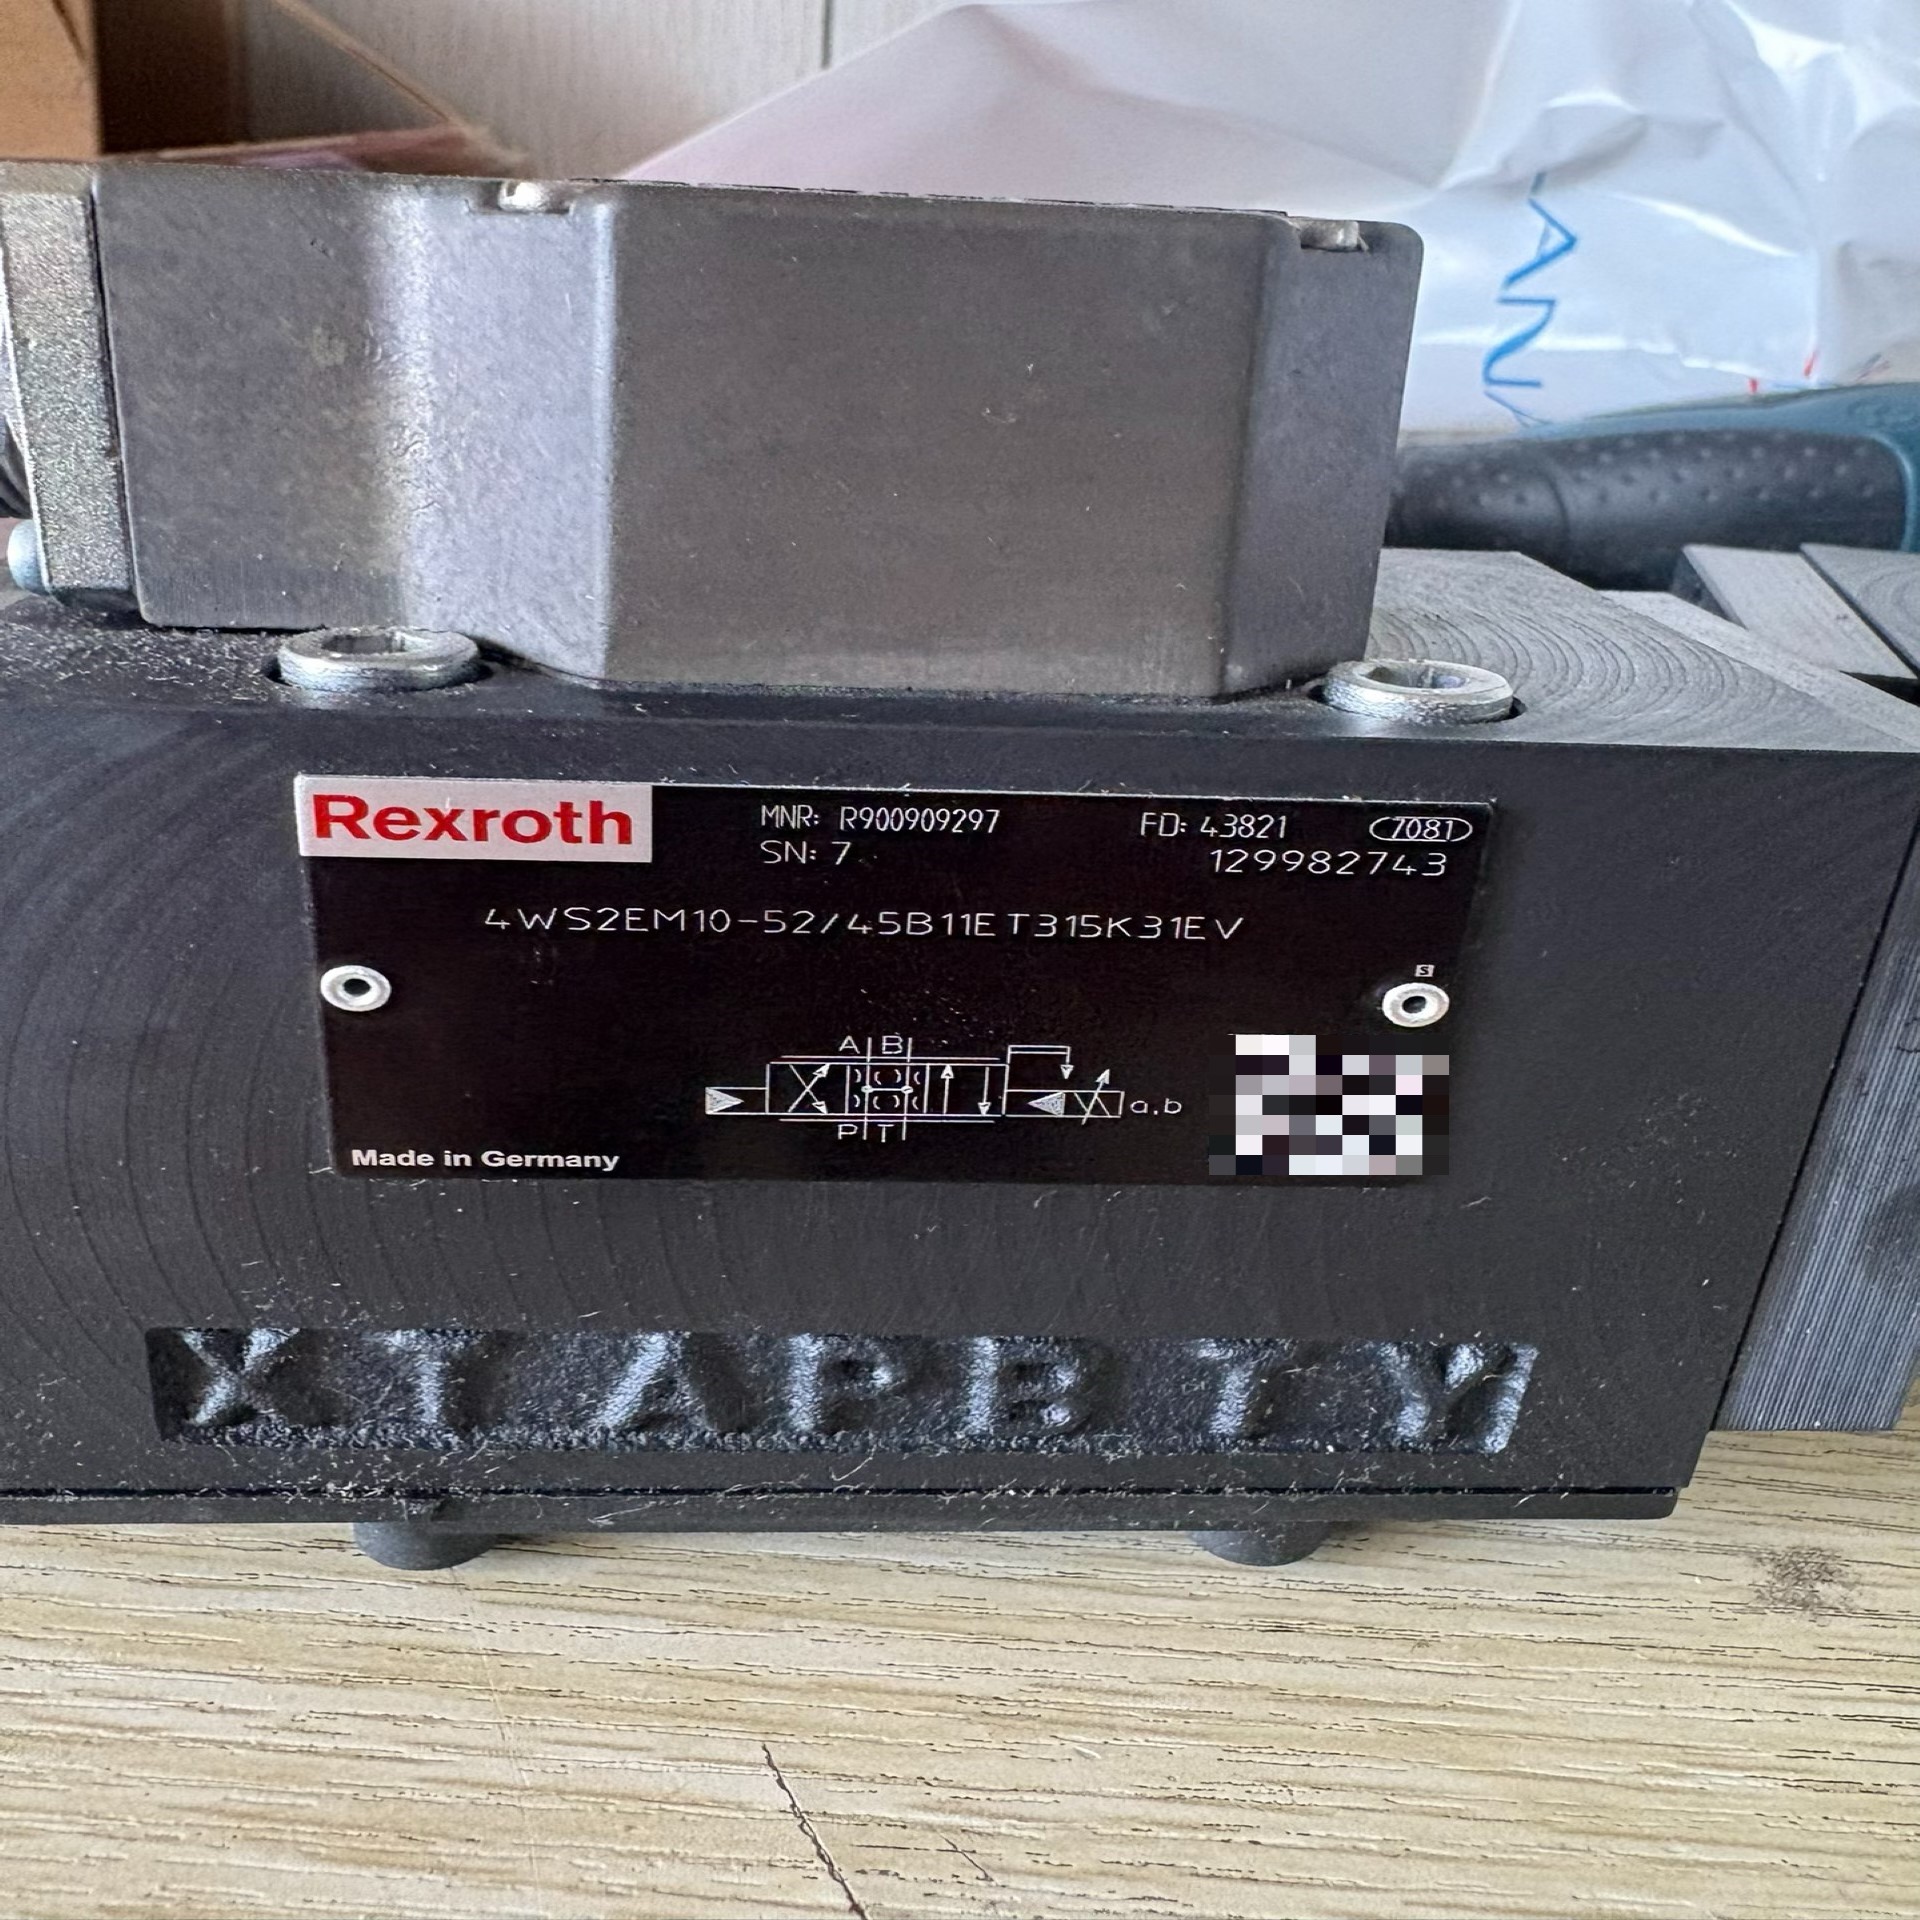 Rexroth
MNR: R900909297
FD: 43821
7081
SN: 7
129982743
4WS2EM10-52/45B11ET315K31EV
S
A B
a,b
P T
Made in Germany
X T A P B T Y